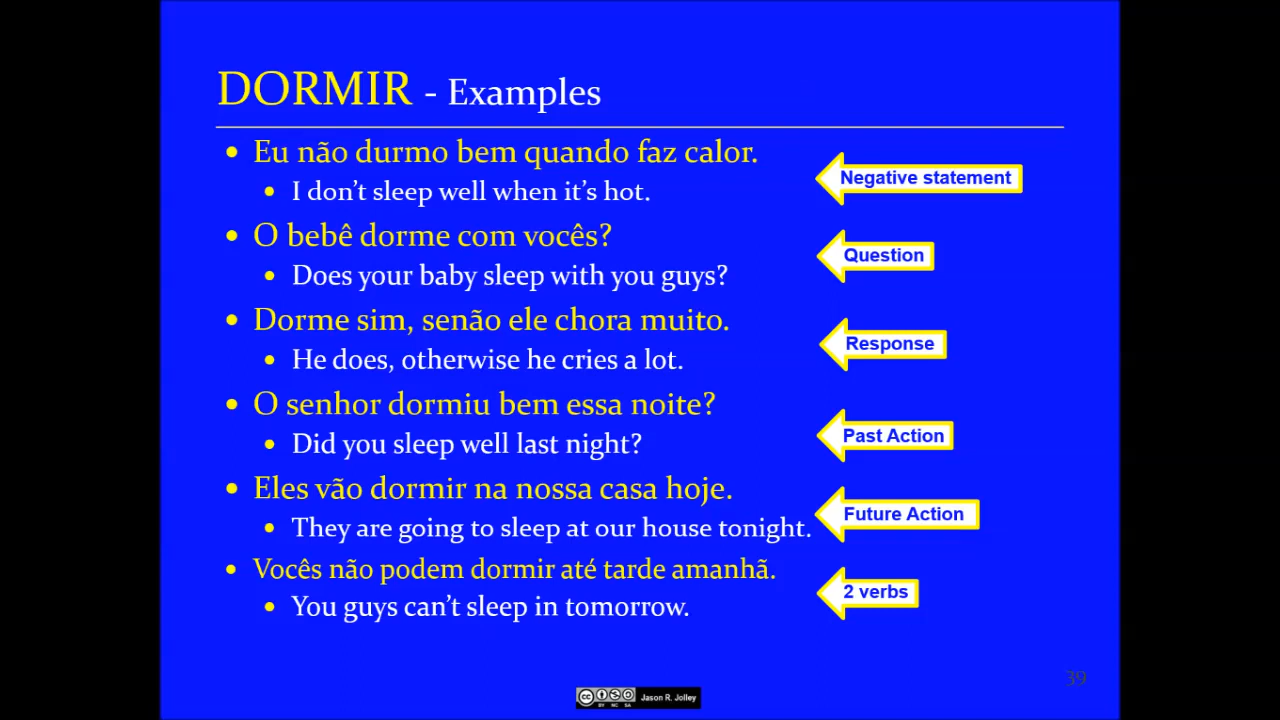 DORMIR - Examples
• Eu não durmo bem quando faz calor.
• I don't sleep well when it's hot.
Negative statement
• O bebê dorme com vocês?
• Does your baby sleep with you guys?
Question
• Dorme sim, senão ele chora muito.
• He does, otherwise he cries a lot.
Response
• O senhor dormiu bem essa noite?
• Did you sleep well last night?
Past Action
• Eles vão dormir na nossa casa hoje.
• They are going to sleep at our house tonight.
Future Action
• Vocês não podem dormir até tarde amanhã.
• You guys can't sleep in tomorrow.
2 verbs
39
cc BY NC SA Jason R. Jolley